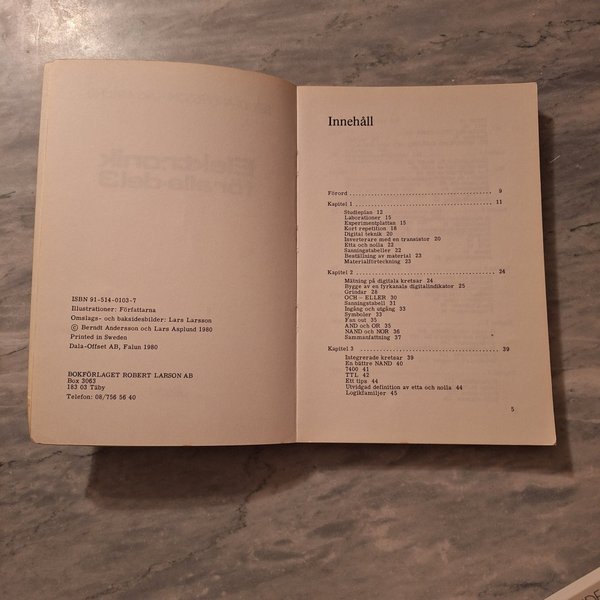 ISBN 91-514-0103-7
Illustrationer: Författarna
Omslags- och baksidesbilder: Lars Larsson
© Berndt Andersson och Lars Asplund 1980
Printed in Sweden
Dala-Offset AB, Falun 1980
BOKFÖRLAGET ROBERT LARSON AB
Box 3063
183 03 Täby
Telefon: 08/756 56 40
Innehåll
Förord 9
Kapitel 1 11
Studieplan 12
Laborationer 15
Experimentplattan 15
Kort repetition 18
Digital teknik 20
Inverterare med en transistor 20
Etta och nolla 22
Sanningstabeller 22
Beställning av material 23
Materialförteckning 23
Kapitel 2 24
Mätning på digitala kretsar 24
Bygge av en fyrkanals digitalindikator 25
Grindar 28
OCH - ELLER 30
Sanningstabell 31
Ingång och utgång 33
Symboler 33
Fan out 35
AND och OR 35
NAND och NOR 36
Sammanfattning 37
Kapitel 3 39
Integrerade kretsar 39
En bättre NAND 40
7400 41
TTL 42
Ett tips 44
Utvidgad definition av etta och nolla 44
Logikfamiljer 45
5